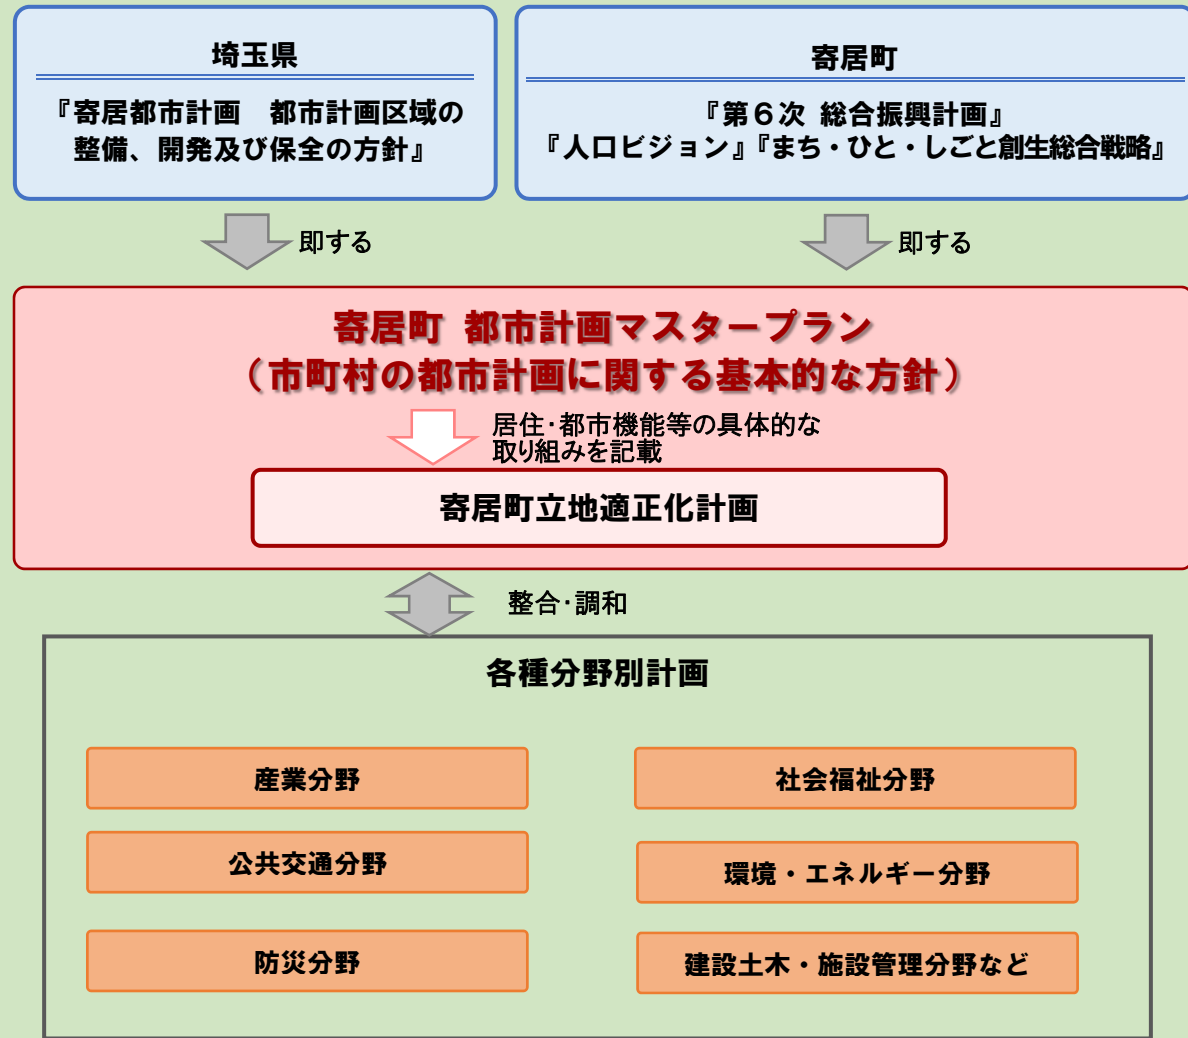 埼玉県
『寄居都市計画　都市計画区域の
整備、開発及び保全の方針』
寄居町
『第６次 総合振興計画』
『人口ビジョン』『まち・ひと・しごと創生総合戦略』
即する
即する
寄居町 都市計画マスタープラン
（市町村の都市計画に関する基本的な方針）
居住・都市機能等の具体的な
取り組みを記載
寄居町立地適正化計画
整合・調和
各種分野別計画
産業分野
社会福祉分野
公共交通分野
環境・エネルギー分野
防災分野
建設土木・施設管理分野など